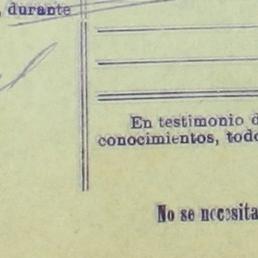 , durante
En testimonio d
conocimientos, todo
No se necesita